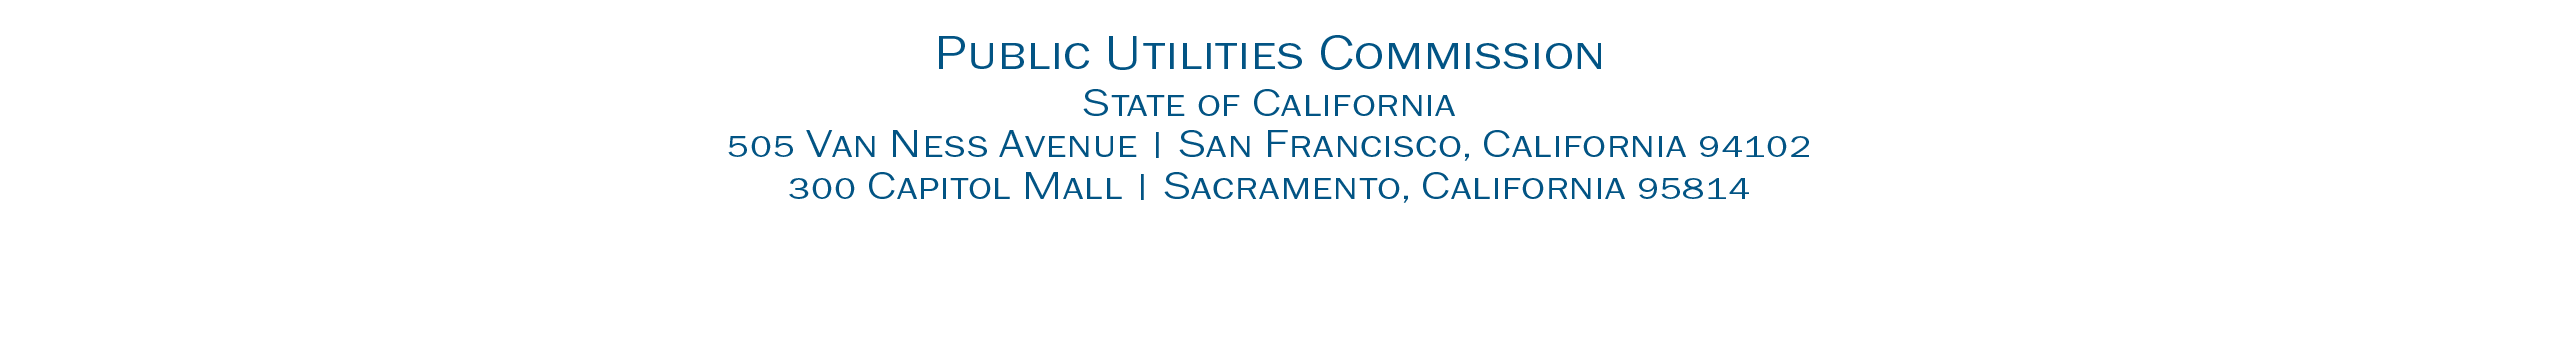 Public Utilities Commission
State of California
505 Van Ness Avenue | San Francisco, California 94102
300 Capitol Mall | Sacramento, California 95814